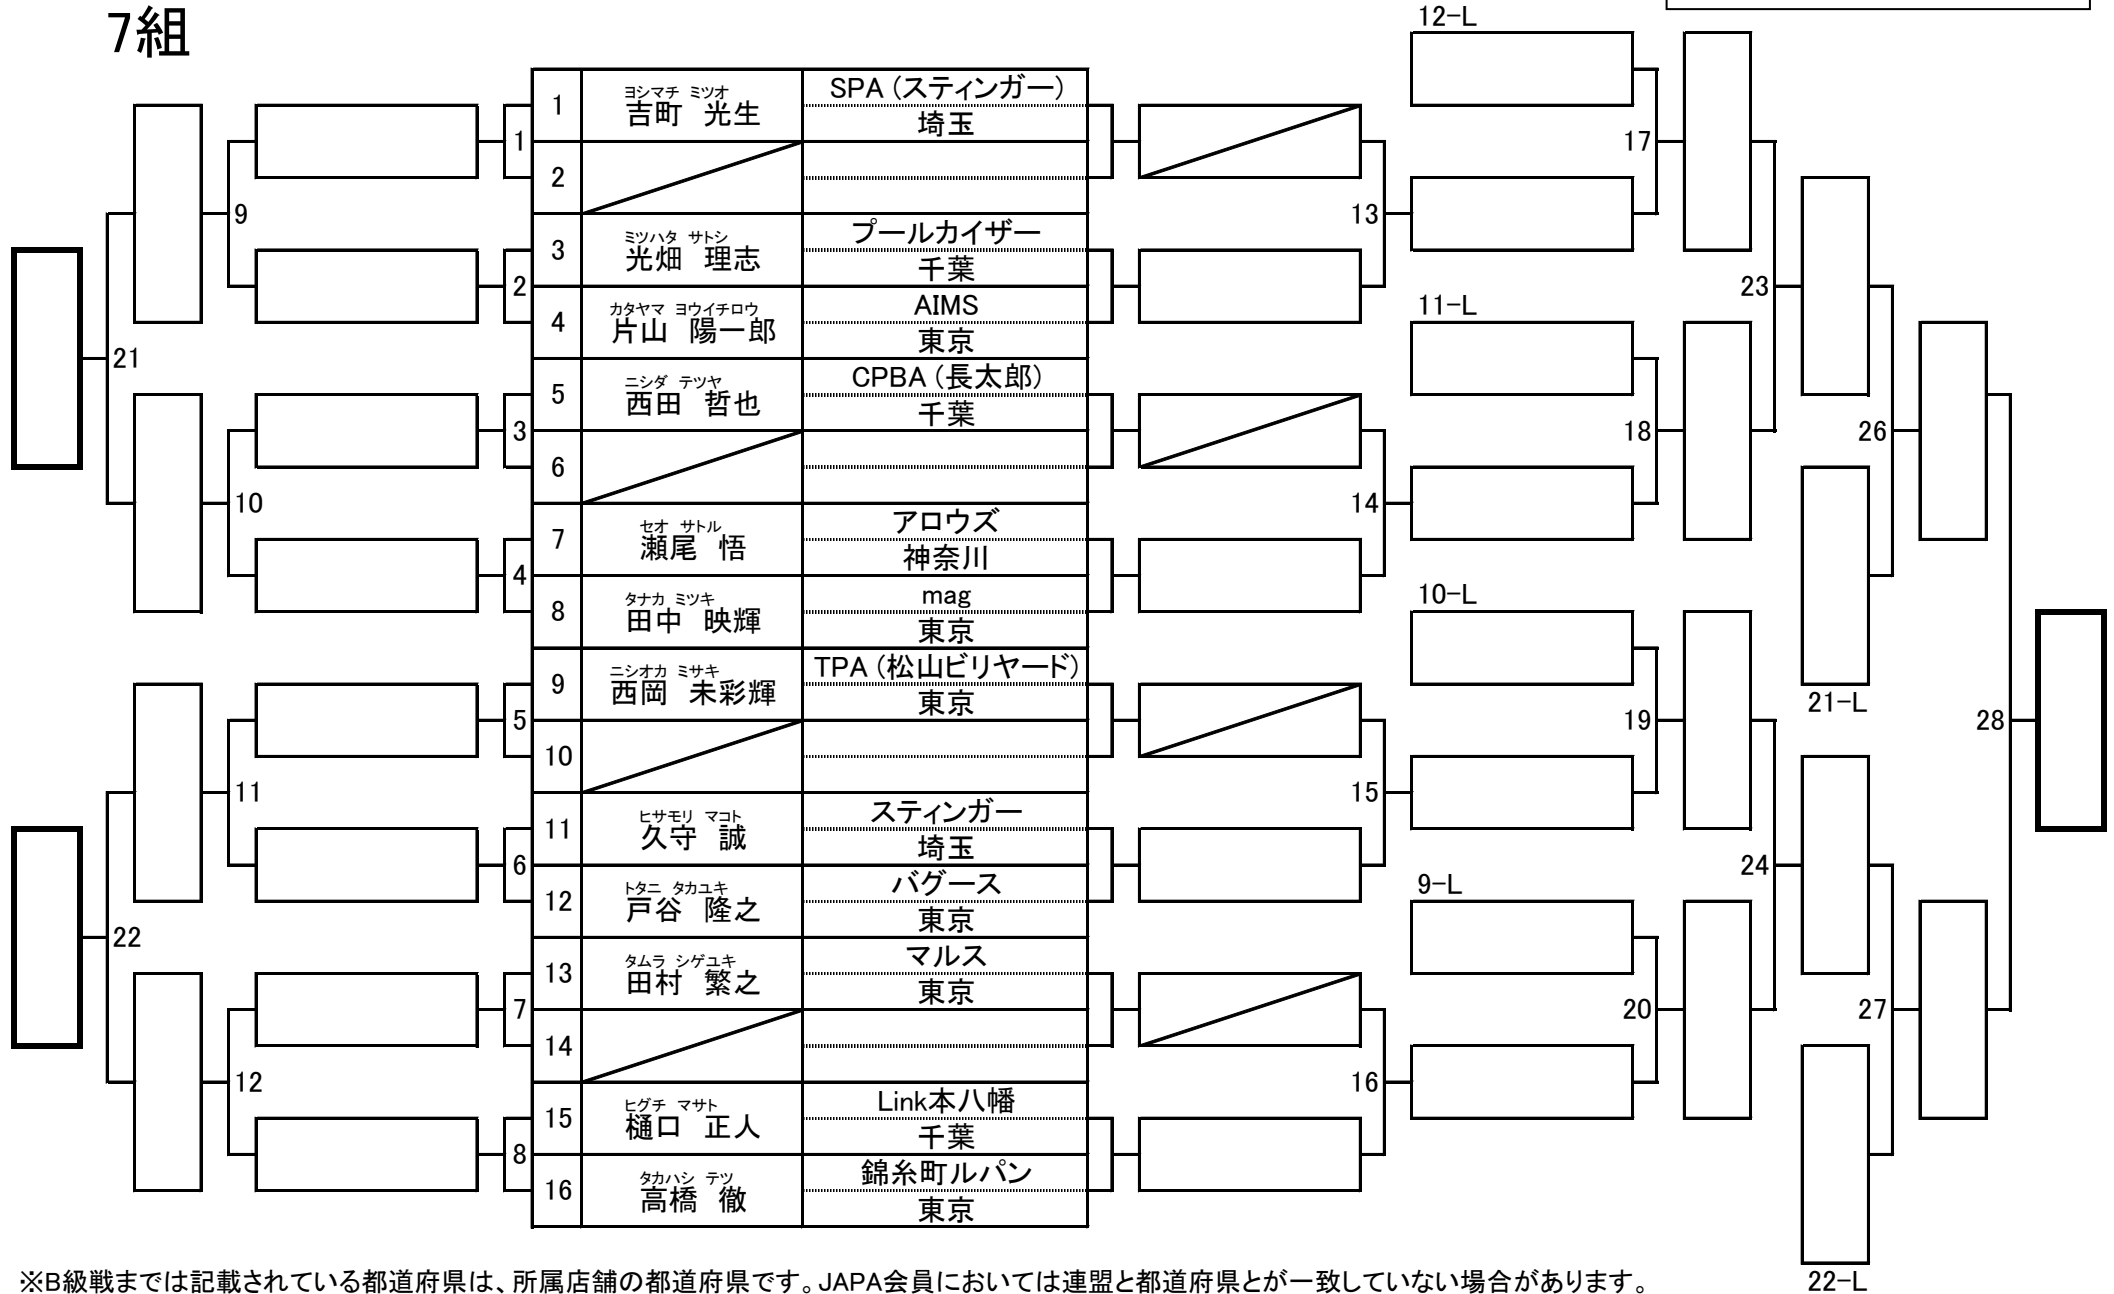 7組
12-L
1
ヨシマチ ミツオ
吉町 光生
SPA（スティンガー）
埼玉
1
2
17
9
13
3
ミツハタ サトシ
光畑 理志
プールカイザー
千葉
2
4
カタヤマ ヨウイチロウ
片山 陽一郎
AIMS
東京
23
11-L
21
5
ニシダ テツヤ
西田 哲也
CPBA（長太郎）
千葉
3
6
18
26
10
14
7
セオ サトル
瀬尾 悟
アロウズ
神奈川
4
8
タナカ ミツキ
田中 映輝
mag
東京
10-L
9
ニシオカ ミサキ
西岡 未彩輝
TPA（松山ビリヤード）
東京
21-L
5
10
19
28
11
15
11
ヒサモリ マコト
久守 誠
スティンガー
埼玉
6
12
トタニ タカユキ
戸谷 隆之
バグース
東京
24
9-L
22
13
タムラ シゲユキ
田村 繁之
マルス
東京
7
14
20
27
12
16
15
ヒグチ マサト
樋口 正人
Link本八幡
千葉
8
16
タカハシ テツ
高橋 徹
錦糸町ルパン
東京
※B級戦までは記載されている都道府県は、所属店舗の都道府県です。JAPA会員においては連盟と都道府県とが一致していない場合があります。
22-L